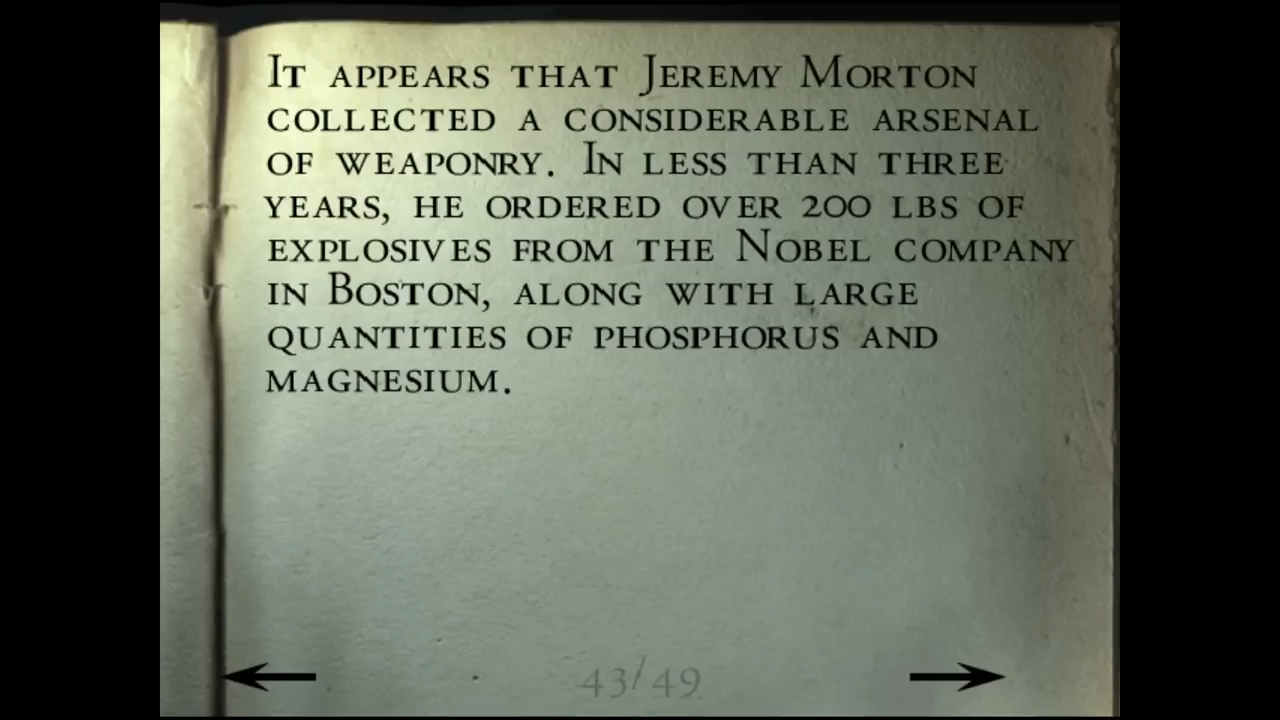 It appears that Jeremy Morton
collected a considerable arsenal
of weaponry. In less than three
years, he ordered over 200 lbs of
explosives from the Nobel company
in Boston, along with large
quantities of phosphorus and
magnesium.
43/49